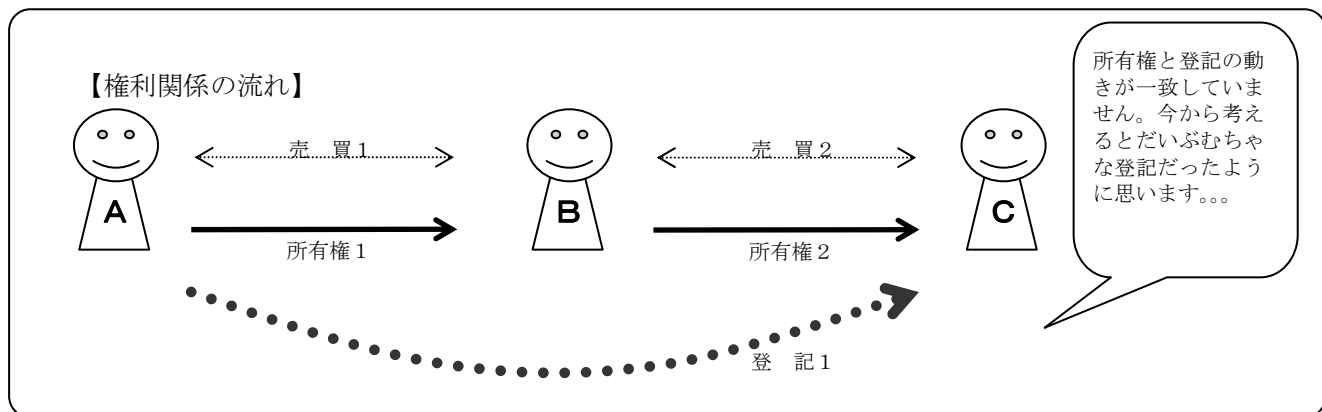 【権利関係の流れ】
売 買1
売 買2
A
B
C
所有権1
所有権2
登 記1
所有権と登記の動
きが一致していま
せん。今から考え
るとだいぶむちゃ
な登記だったよう
に思います。。。